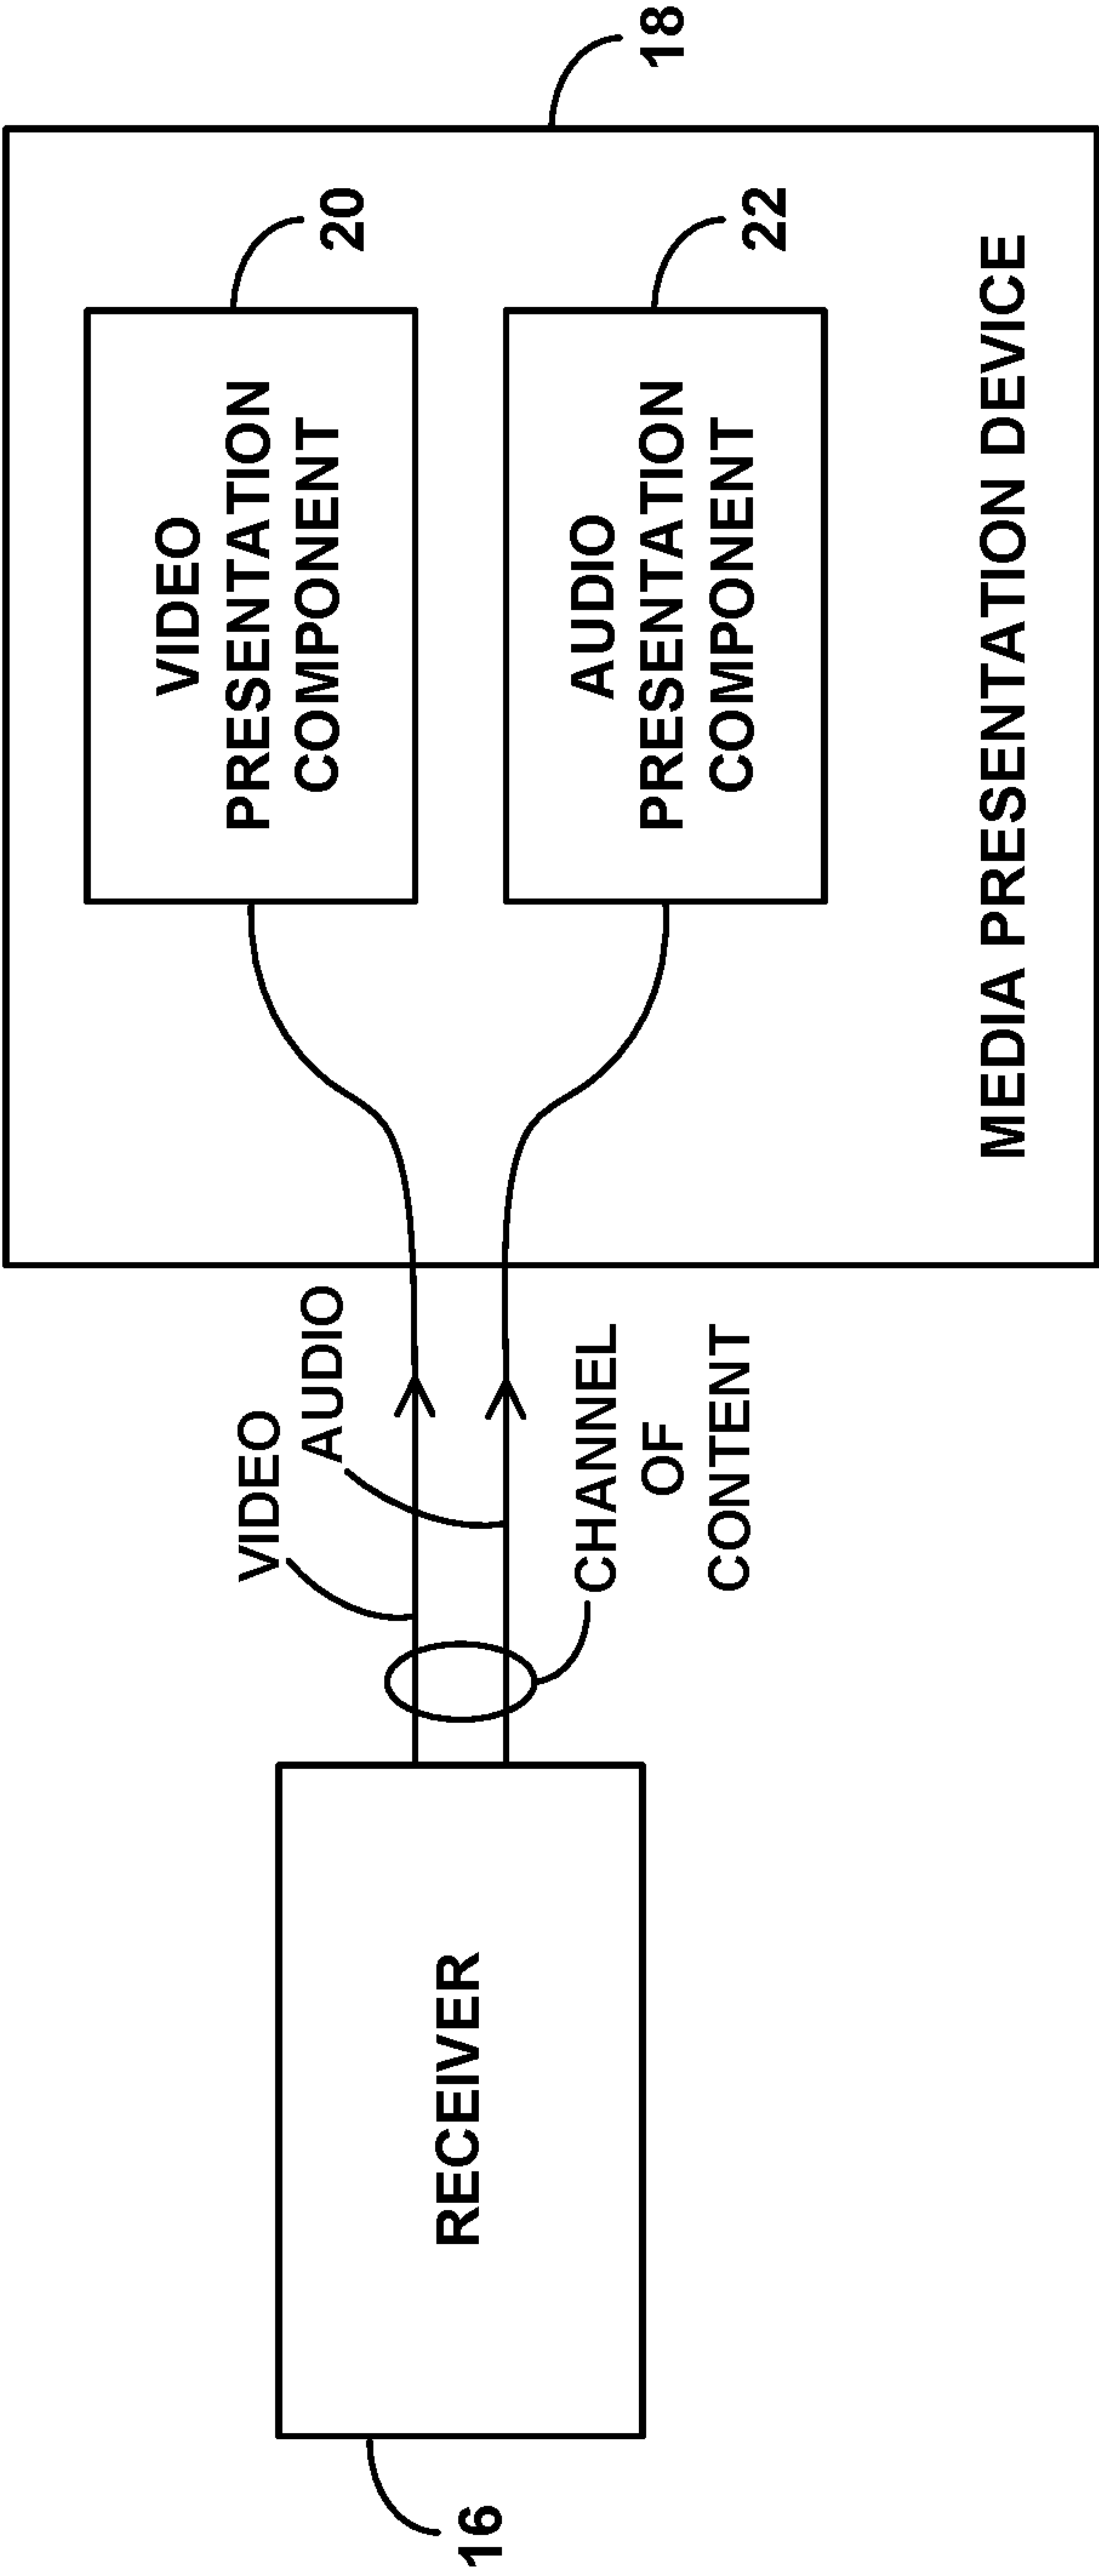 16
RECEIVER
VIDEO
AUDIO
CHANNEL
OF
CONTENT
VIDEO
PRESENTATION
COMPONENT
20
AUDIO
PRESENTATION
COMPONENT
22
MEDIA PRESENTATION DEVICE
18